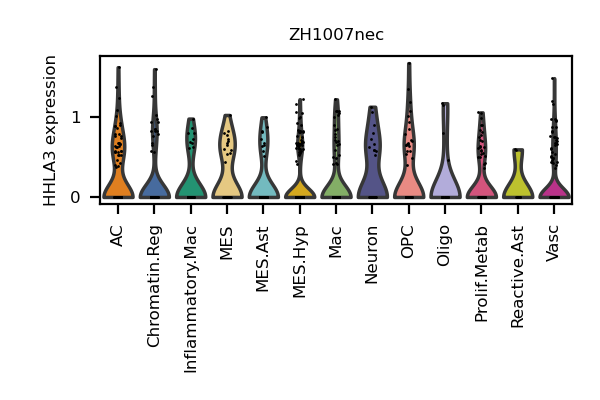 ZH1007nec
HHLA3 expression
1
0
AC
Chromatin.Reg
Inflammatory.Mac
MES
MES.Ast
MES.Hyp
Mac
Neuron
OPC
Oligo
Prolif.Metab
Reactive.Ast
Vasc